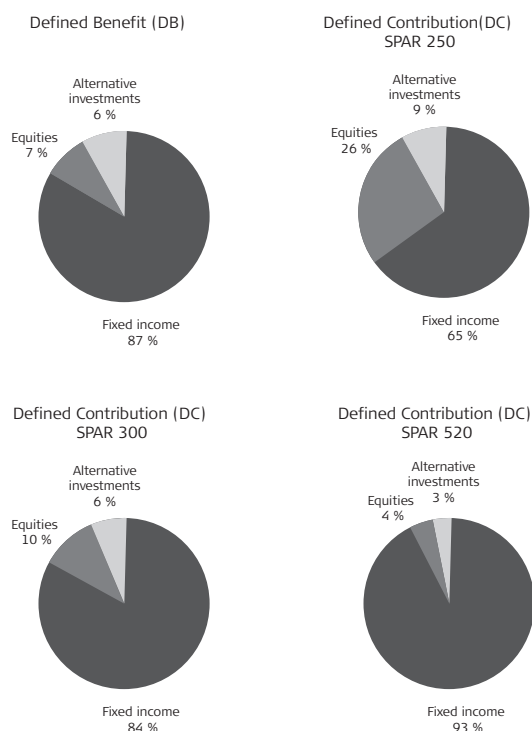 Defined Benefit (DB)
Alternative
investments
6 %
Equities
7 %
Fixed income
87 %
Defined Contribution(DC)
SPAR 250
Alternative
investments
9 %
Equities
26 %
Fixed income
65 %
Defined Contribution (DC)
SPAR 300
Alternative
investments
6 %
Equities
10 %
Fixed income
84 %
Defined Contribution (DC)
SPAR 520
Alternative
investments
3 %
Equities
4 %
Fixed income
93 %